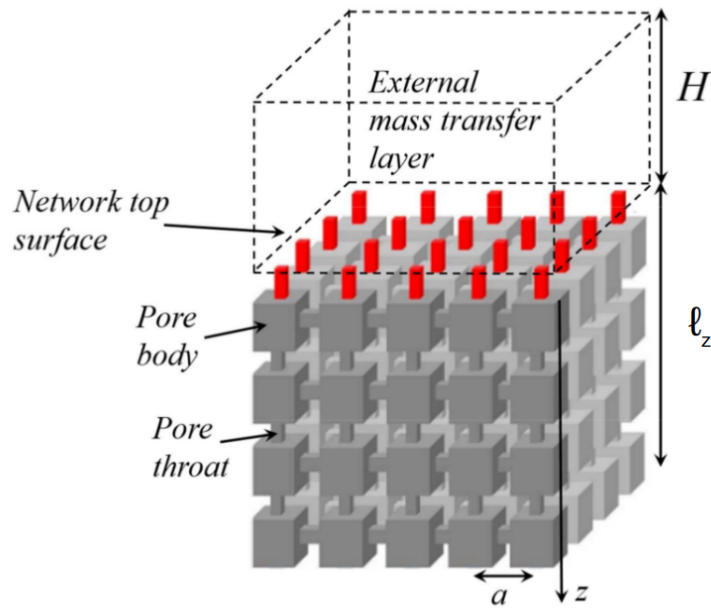 External
mass transfer
layer
H
Network top
surface
Pore
body
ℓz
Pore
throat
a
z